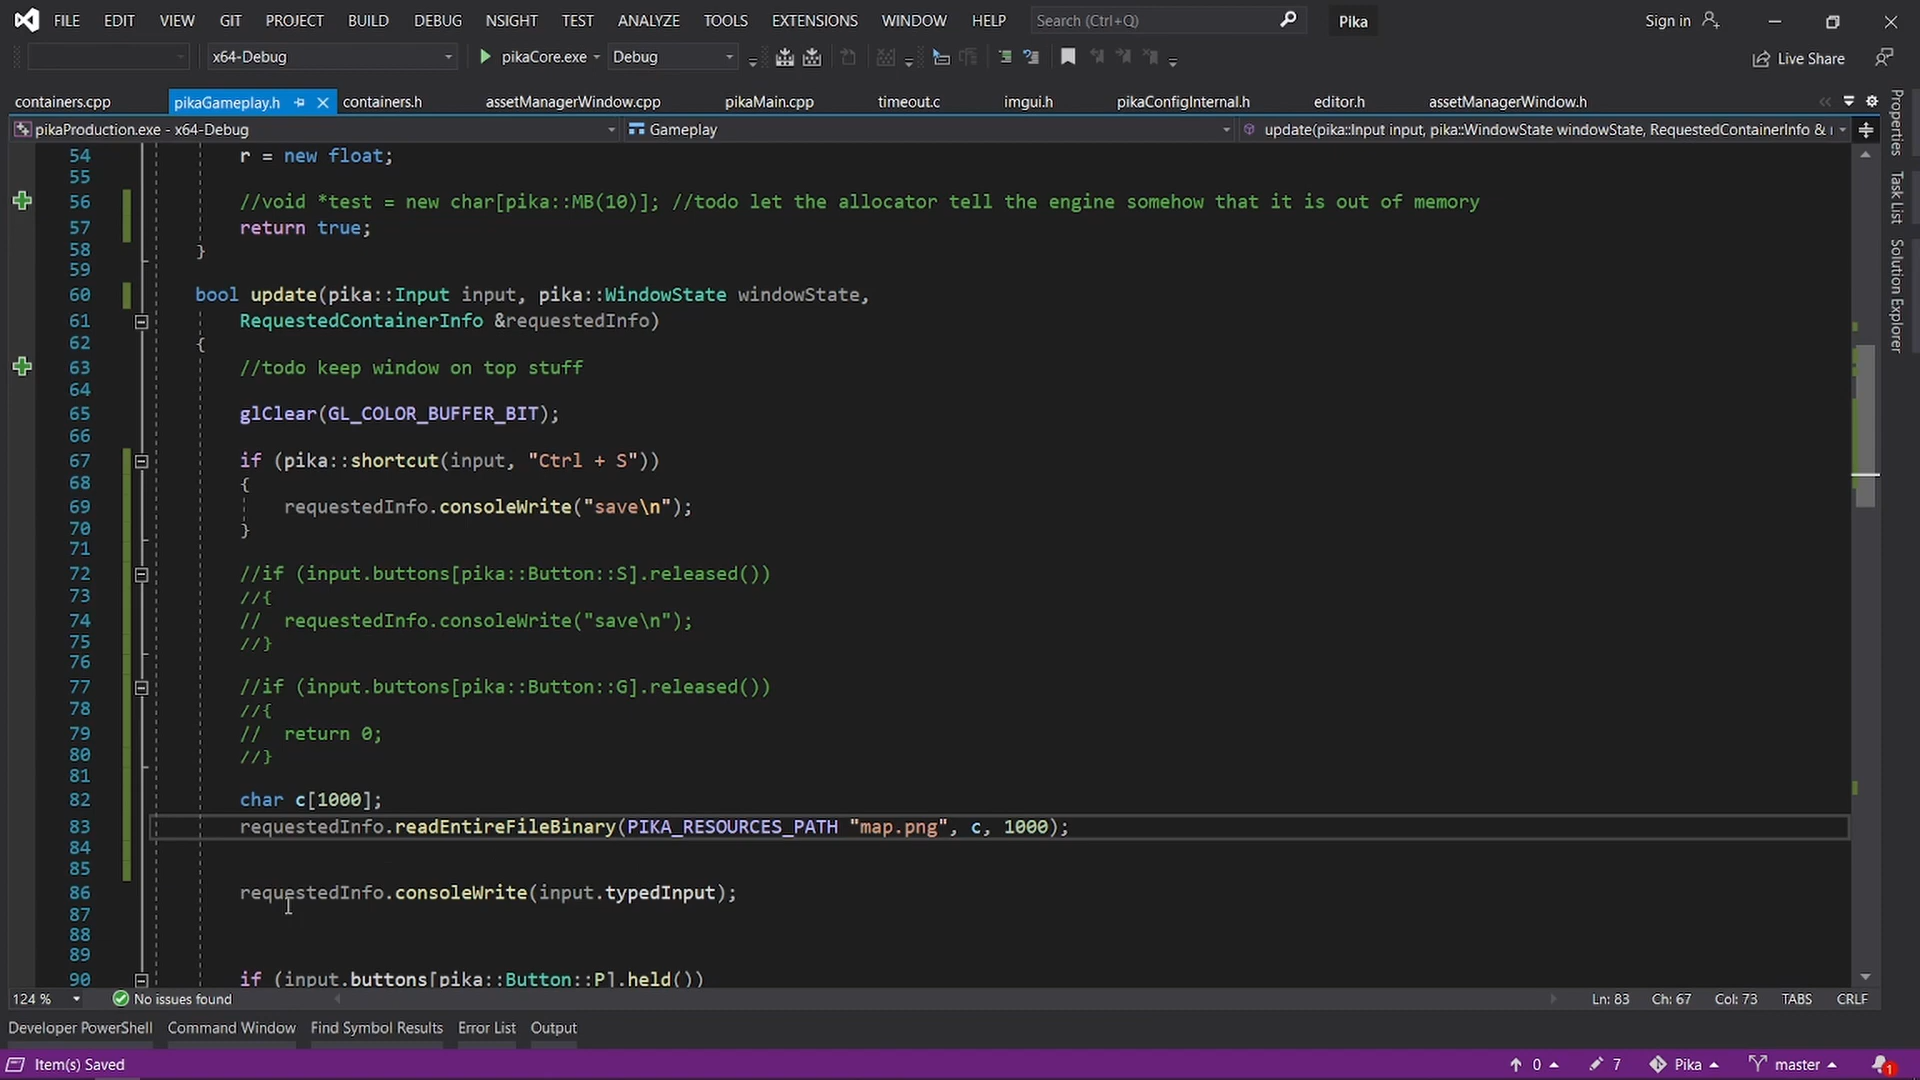 FILE EDIT VIEW GIT PROJECT BUILD DEBUG NSIGHT TEST ANALYZE TOOLS EXTENSIONS WINDOW HELP Search (Ctrl+Q) Pika Sign in
x64-Debug pikaCore.exe Debug Live Share
containers.cpp pikaGameplay.h containers.h assetManagerWindow.cpp pikaMain.cpp timeout.c imgui.h pikaConfigInternal.h editor.h assetManagerWindow.h
pikaProduction.exe - x64-Debug Gameplay update(pika::Input input, pika::WindowState windowState, RequestedContainerInfo &
Properties
Task List
Solution Explorer
54 r = new float;
55
56 //void *test = new char[pika::MB(10)]; //todo let the allocator tell the engine somehow that it is out of memory
57 return true;
58 }
59
60 bool update(pika::Input input, pika::WindowState windowState,
61 RequestedContainerInfo &requestedInfo)
62 {
63 //todo keep window on top stuff
64
65 glClear(GL_COLOR_BUFFER_BIT);
66
67 if (pika::shortcut(input, "Ctrl + S"))
68 {
69 requestedInfo.consoleWrite("save\n");
70 }
71
72 //if (input.buttons[pika::Button::S].released())
73 //{
74 // requestedInfo.consoleWrite("save\n");
75 //}
76
77 //if (input.buttons[pika::Button::G].released())
78 //{
79 // return 0;
80 //}
81
82 char c[1000];
83 requestedInfo.readEntireFileBinary(PIKA_RESOURCES_PATH "map.png", c, 1000);
84
85
86 requestedInfo.consoleWrite(input.typedInput);
87
88
89
90 if (input.buttons[pika::Button::P].held())
124 % No issues found Ln: 83 Ch: 67 Col: 73 TABS CRLF
Developer PowerShell Command Window Find Symbol Results Error List Output
Item(s) Saved 0 7 Pika master 1